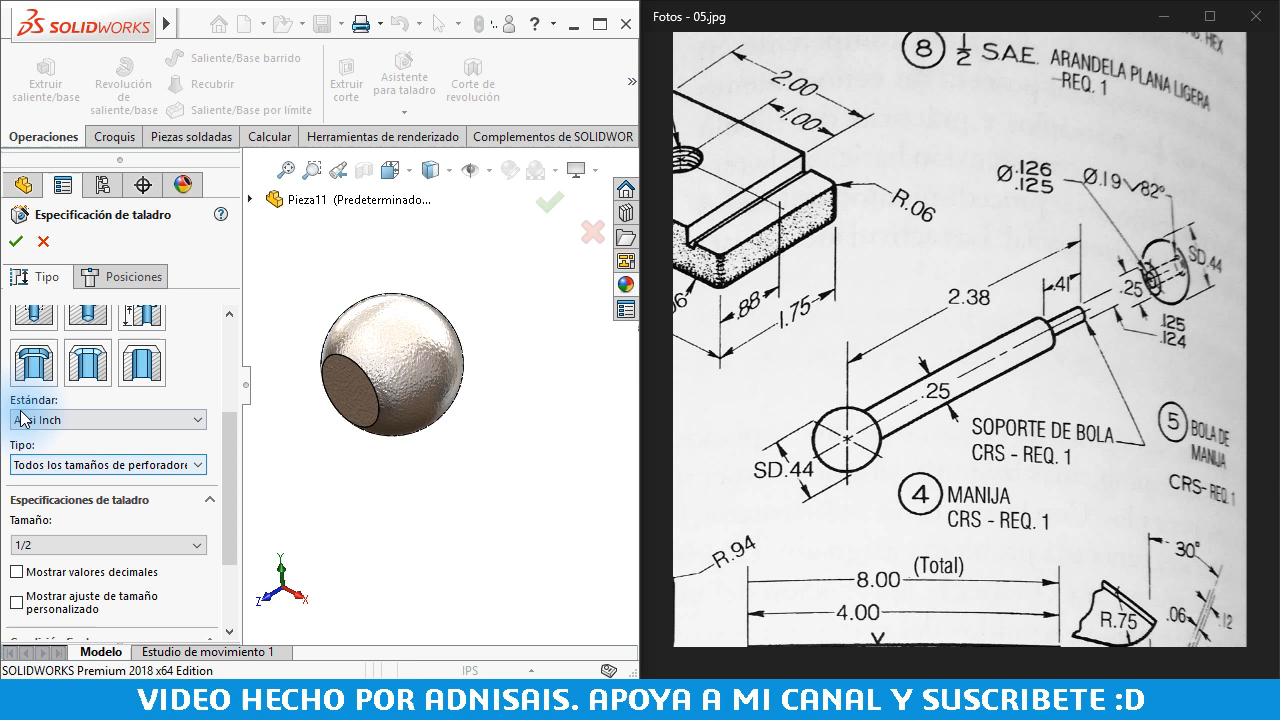 SOLIDWORKS
Extruir saliente/base
Revolución de saliente/base
Saliente/Base barrido
Recubrir
Saliente/Base por límite
Extruir corte
Asistente para taladro
Corte de revolución
Operaciones
Croquis
Piezas soldadas
Calcular
Herramientas de renderizado
Complementos de SOLIDWOR
Especificación de taladro
Tipo
Posiciones
Estándar:
Ansi Inch
Tipo:
Todos los tamaños de perforadore
Especificaciones de taladro
Tamaño:
1/2
Mostrar valores decimales
Mostrar ajuste de tamaño
personalizado
Pieza11 (Predeterminado...
Y
Z
X
Modelo
Estudio de movimiento 1
SOLIDWORKS Premium 2018 x64 Edition
IPS
Fotos - 05.jpg
HEX
8 1/2 S.A.E. ARANDELA PLANA LIGERA
-REQ. 1
2.00
1.00
R.06
.88
1.75
Ø.126
.125
Ø.19 82°
SD.44
2.38
.41
.25
.125
.124
.25
SOPORTE DE BOLA
CRS - REQ. 1
5 BOLA DE
MANIJA
CRS- REQ. 1
SD.44
4 MANIJA
CRS - REQ. 1
R.94
(Total)
8.00
4.00
30°
R.75
.06
.12
VIDEO HECHO POR ADNISAIS. APOYA A MI CANAL Y SUSCRIBETE :D